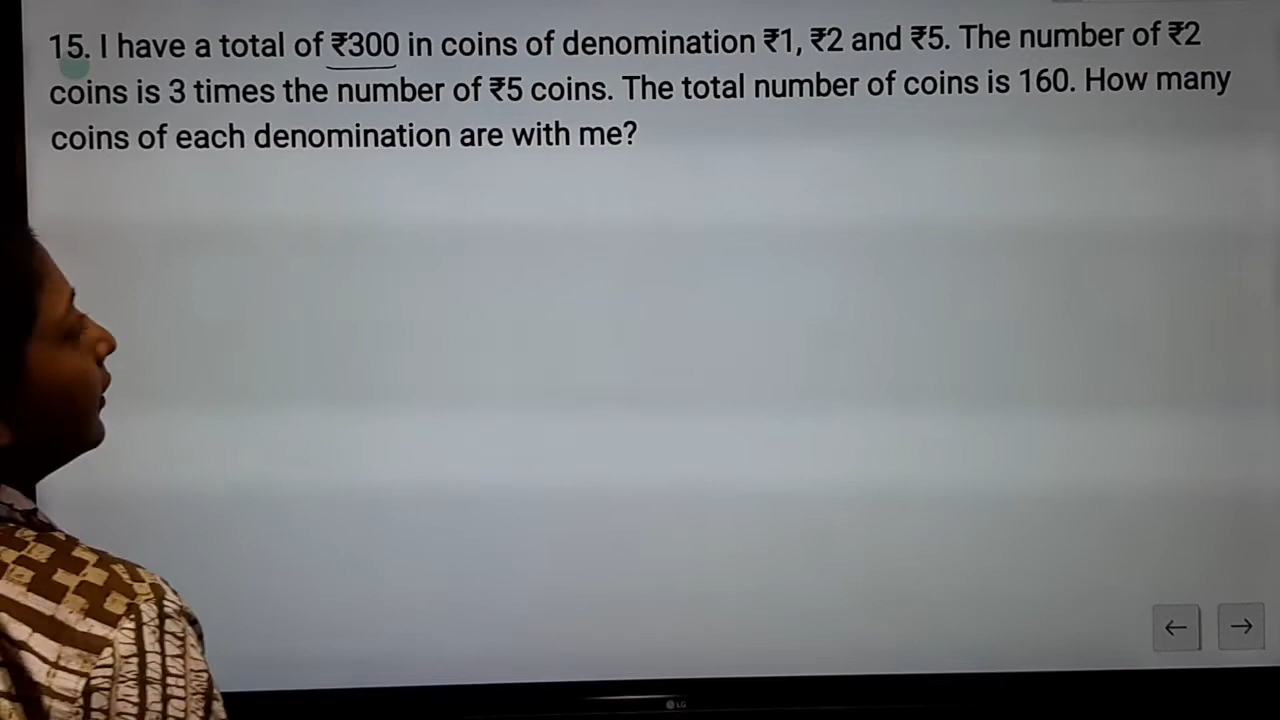 15. I have a total of ₹300 in coins of denomination ₹1, ₹2 and ₹5. The number of ₹2
coins is 3 times the number of ₹5 coins. The total number of coins is 160. How many
coins of each denomination are with me?
← →
LG